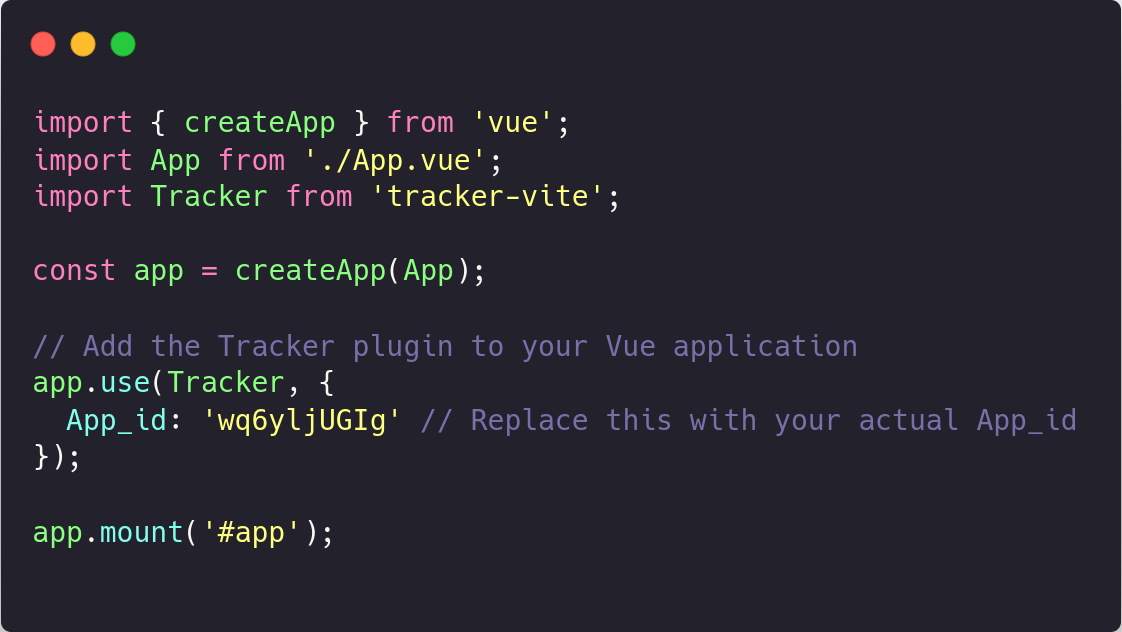 import { createApp } from 'vue';
import App from './App.vue';
import Tracker from 'tracker-vite';

const app = createApp(App);

// Add the Tracker plugin to your Vue application
app.use(Tracker, {
  App_id: 'wq6yljUGIg' // Replace this with your actual App_id
});

app.mount('#app');